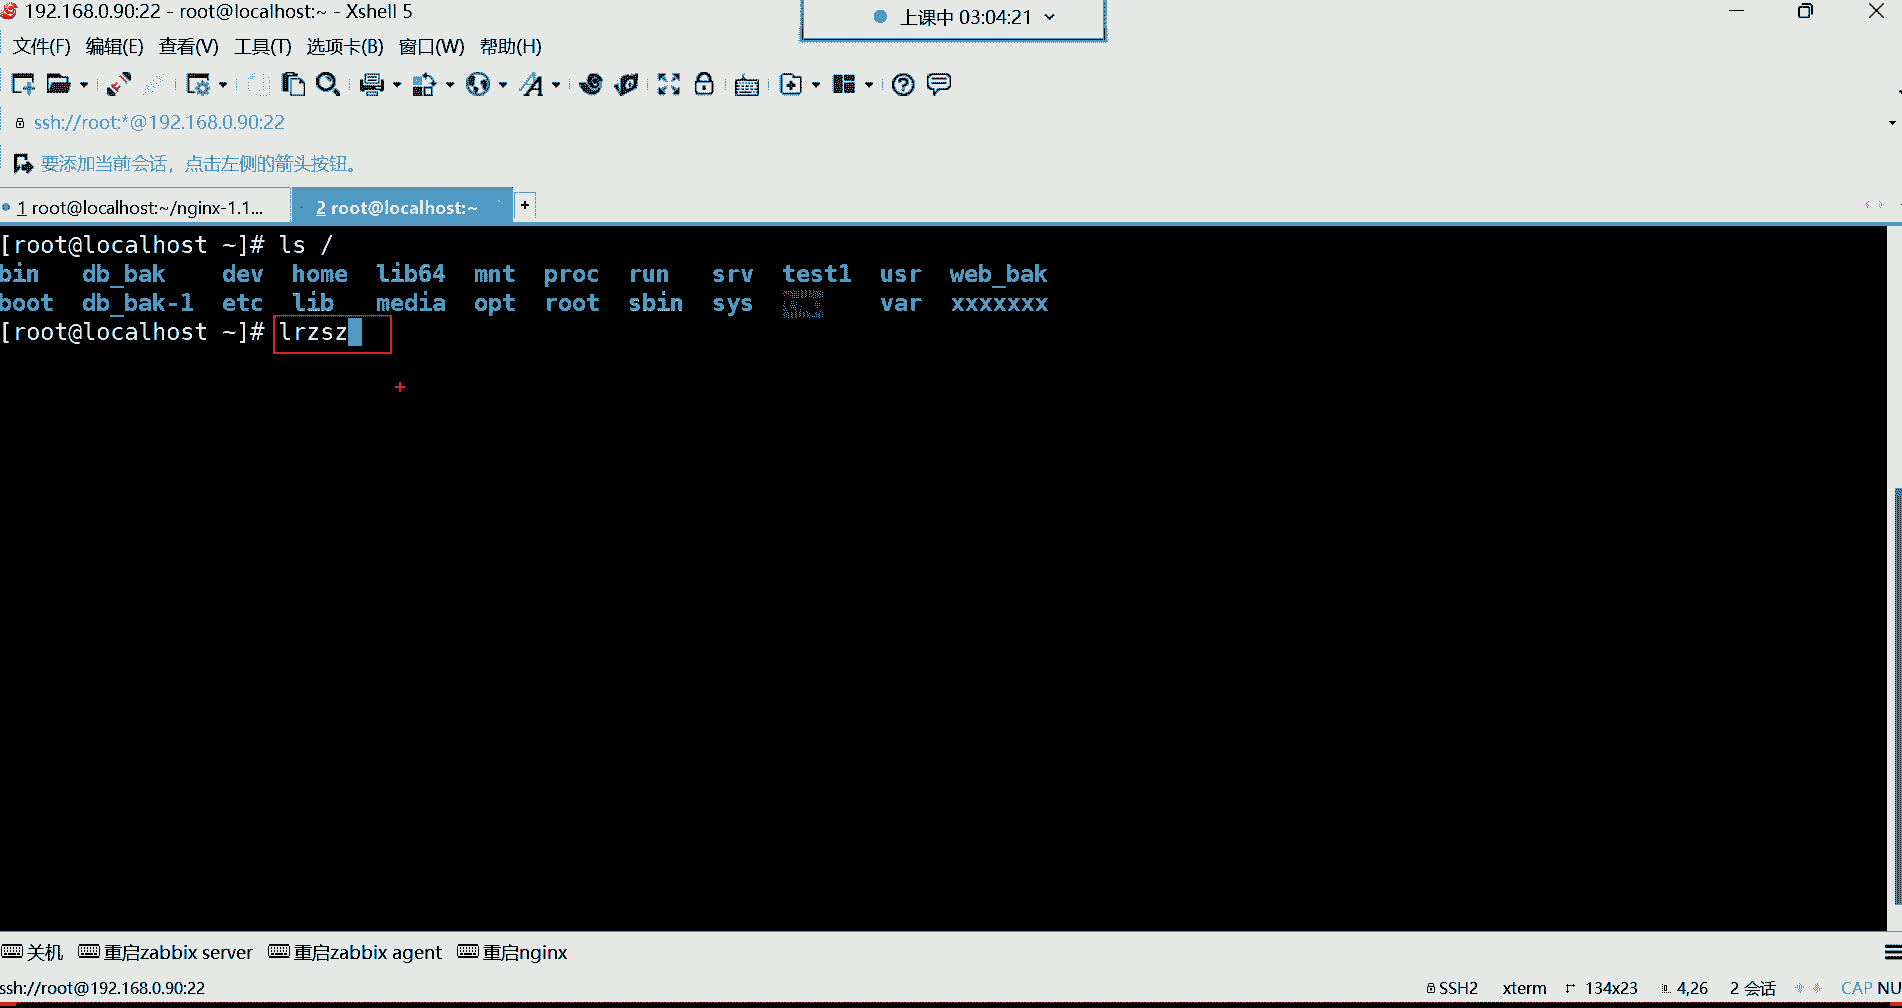 192.168.0.90:22 - root@localhost:~ - Xshell 5
上课中 03:04:21
文件(F) 编辑(E) 查看(V) 工具(T) 选项卡(B) 窗口(W) 帮助(H)
ssh://root:*@192.168.0.90:22
要添加当前会话，点击左侧的箭头按钮。
1 root@localhost:~/nginx-1.1... 2 root@localhost:~ +
[root@localhost ~]# ls /
bin db_bak dev home lib64 mnt proc run srv test1 usr web_bak
boot db_bak-1 etc lib media opt root sbin sys var xxxxxxx
[root@localhost ~]# lrzsz
关机 重启zabbix server 重启zabbix agent 重启nginx
ssh://root@192.168.0.90:22 SSH2 xterm 134x23 4,26 2 会话 CAP NU